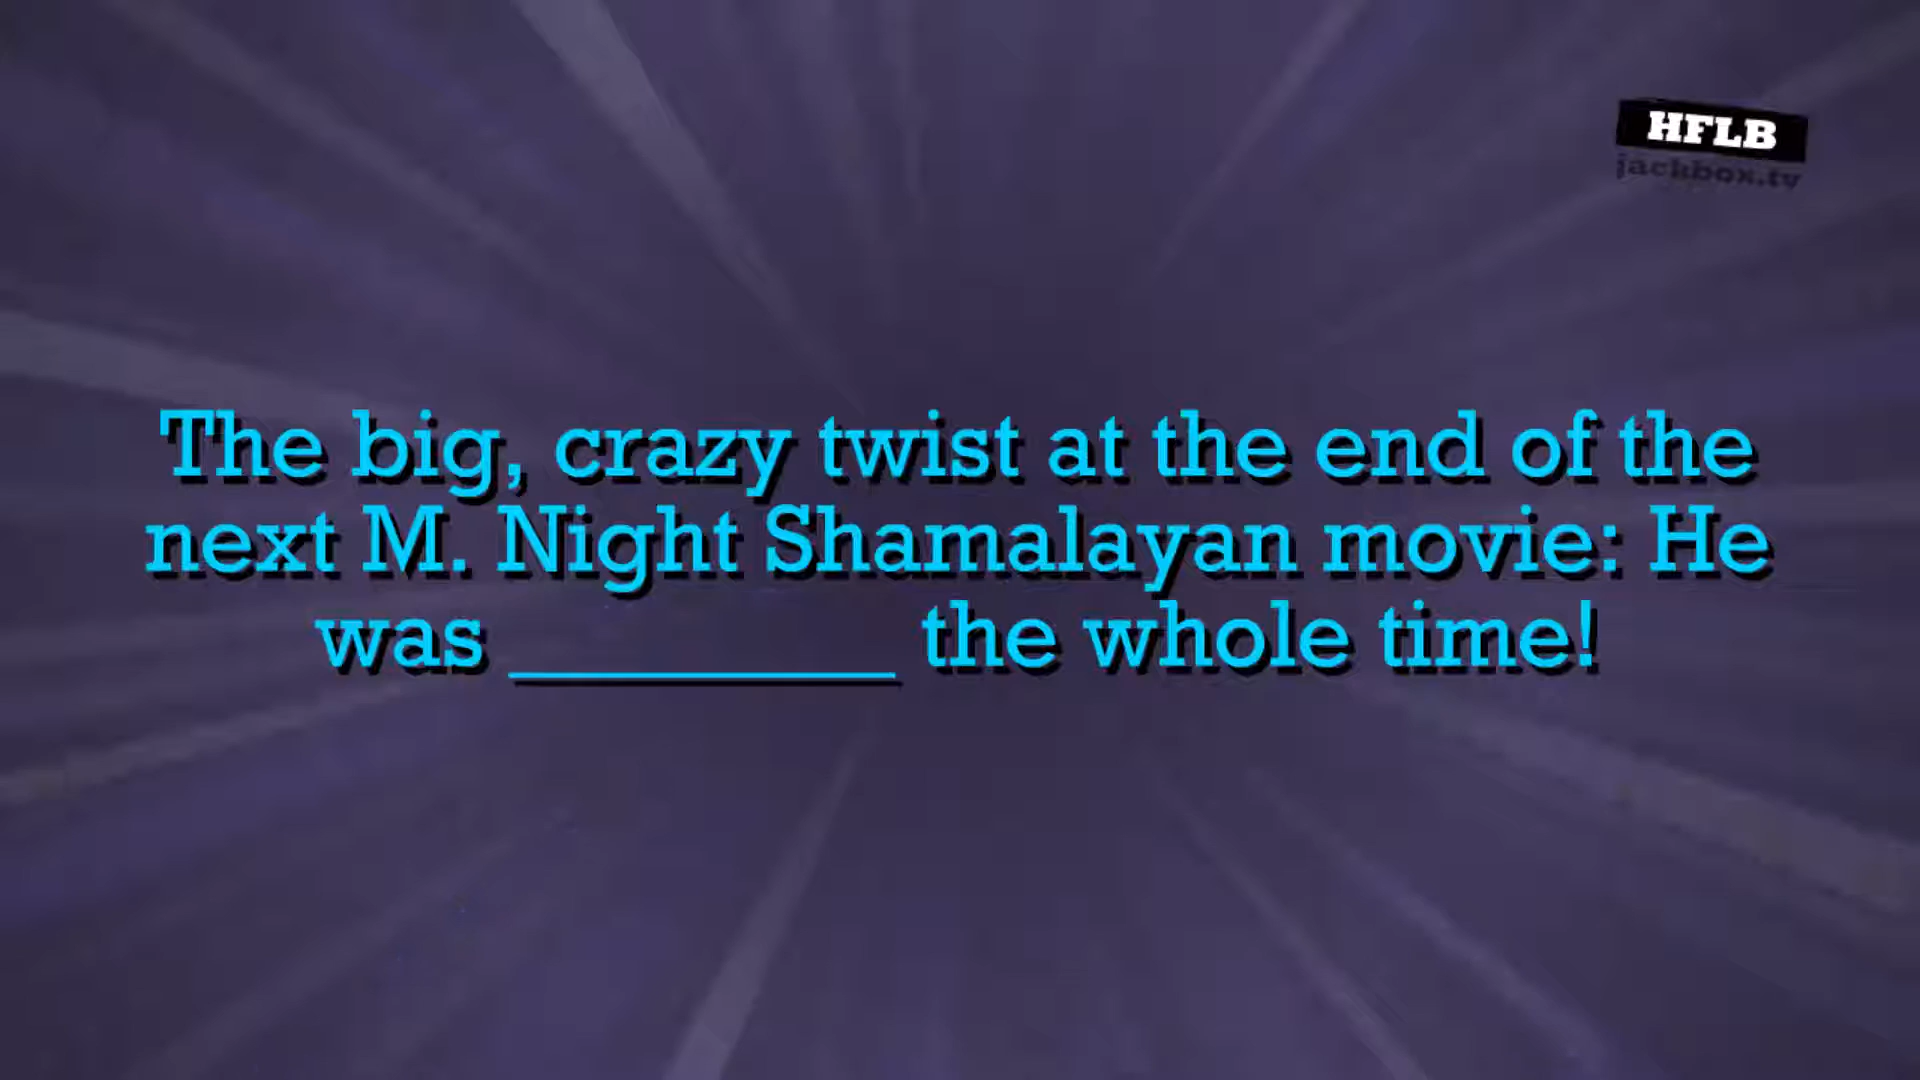 HFLB
jackbox.tv
The big, crazy twist at the end of the
next M. Night Shamalayan movie: He
was __________ the whole time!